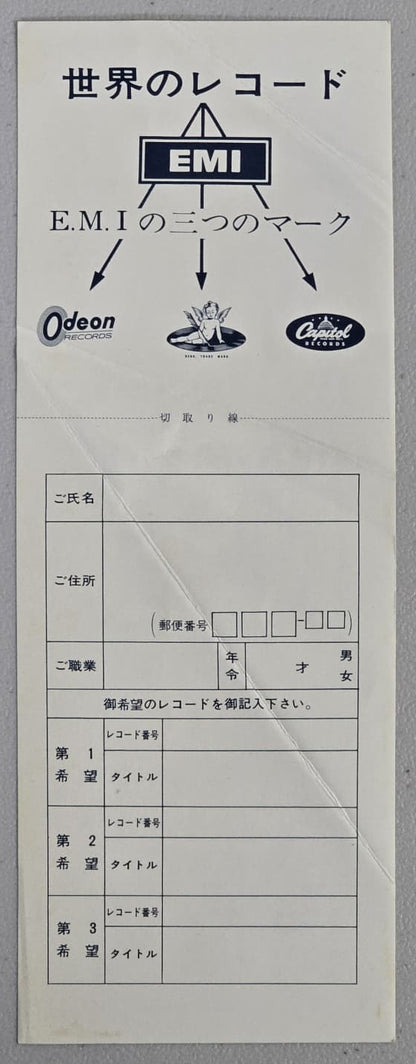 世界のレコード
EMI
E.M.Iの三つのマーク
Odeon
RECORDS
Capitol
RECORDS
切取り線
ご氏名
ご住所
(郵便番号 - )
ご職業
年令
才
男
女
御希望のレコードを御記入下さい。
第1希望
レコード番号
タイトル
第2希望
レコード番号
タイトル
第3希望
レコード番号
タイトル